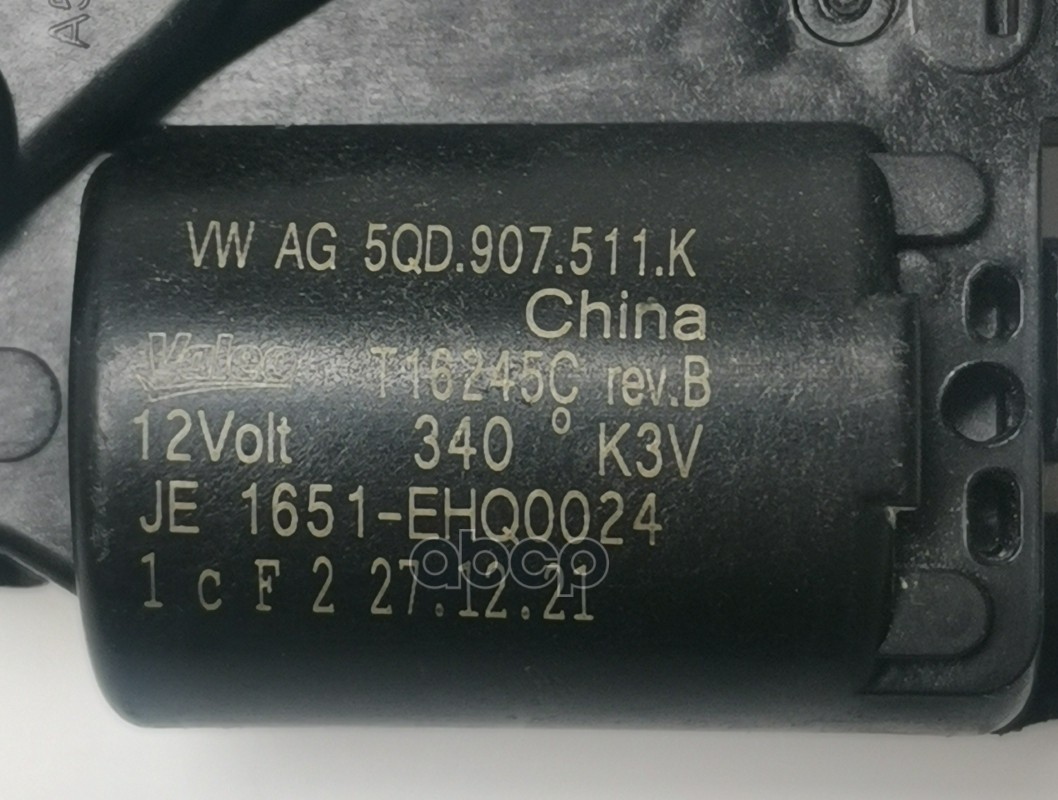 VW AG 5QD.907.511.K
China
Valeo T16245C rev.B
12Volt 340 ° K3V
JE 1651-EHQ0024
1 c F 2 27.12.21
abcp